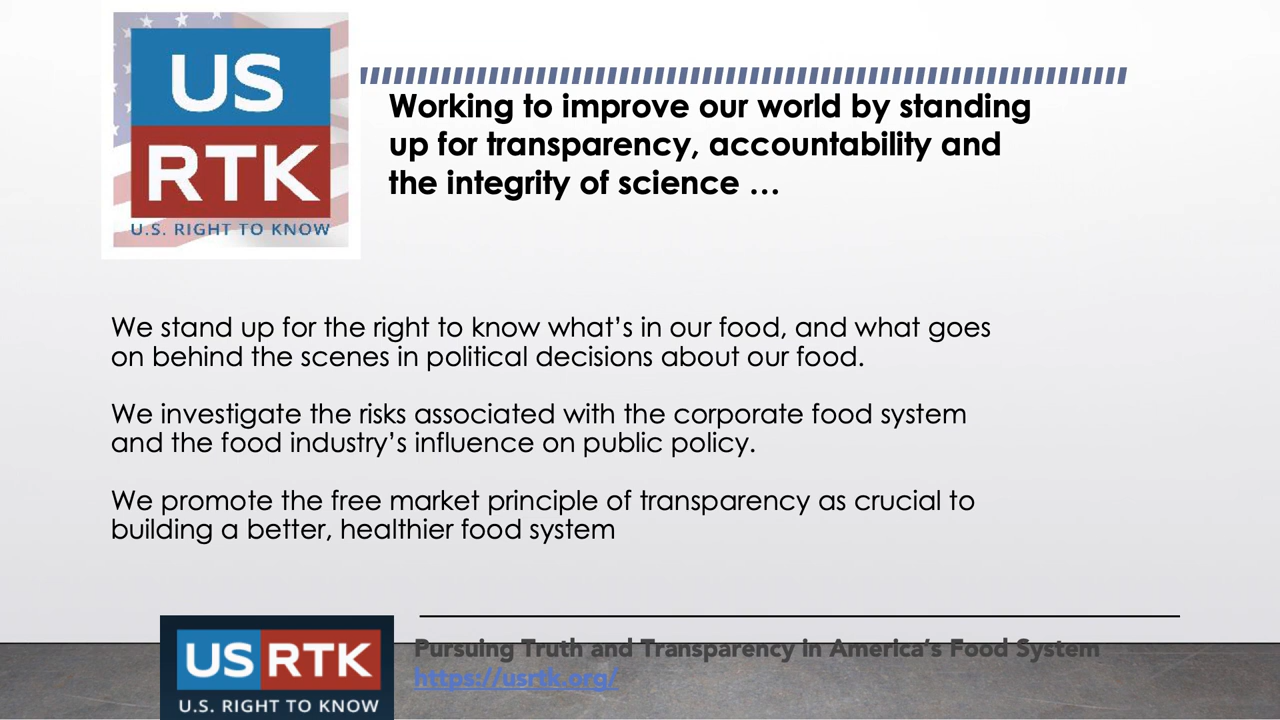 US
RTK
U.S. RIGHT TO KNOW
Working to improve our world by standing
up for transparency, accountability and
the integrity of science …
We stand up for the right to know what’s in our food, and what goes
on behind the scenes in political decisions about our food.
We investigate the risks associated with the corporate food system
and the food industry’s influence on public policy.
We promote the free market principle of transparency as crucial to
building a better, healthier food system
US RTK
U.S. RIGHT TO KNOW
Pursuing Truth and Transparency in America’s Food System
https://usrtk.org/